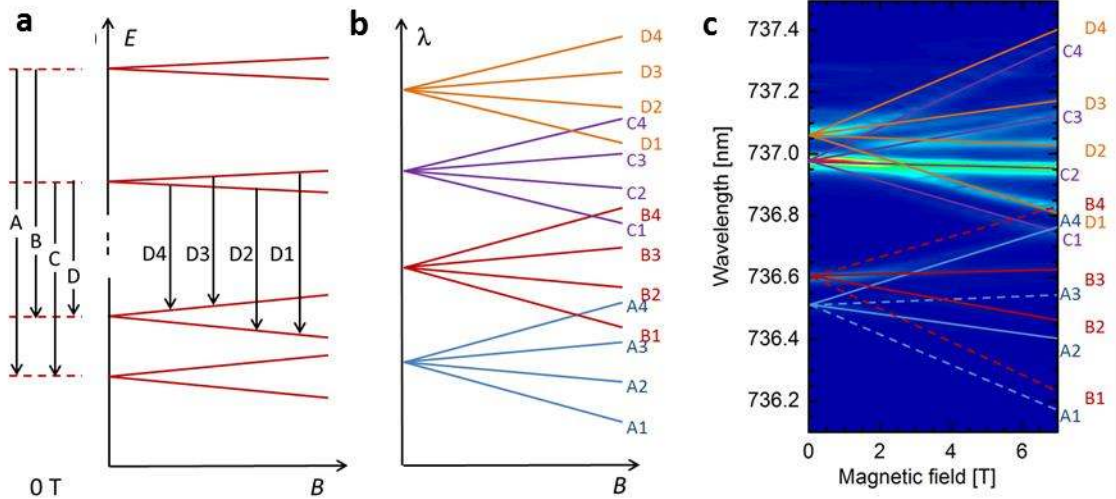 a
E
A
B
C
D
D4
D3
D2
D1
0 T
B
b
λ
D4
D3
D2
C4
D1
C3
C2
B4
C1
B3
B2
A4
B1
A3
A2
A1
B
c
737.4
737.2
737.0
736.8
736.6
736.4
736.2
Wavelength [nm]
0
2
4
6
Magnetic field [T]
D4
C4
D3
C3
D2
C2
B4
A4
D1
C1
B3
A3
B2
A2
B1
A1